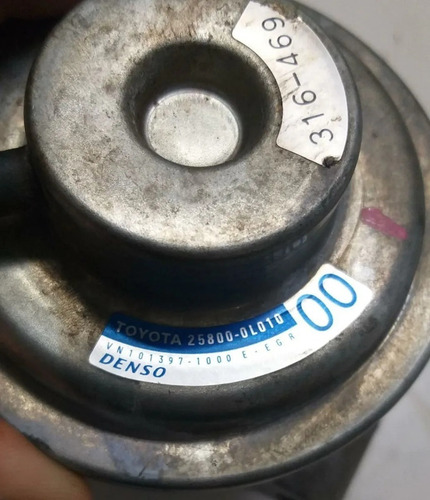 316-469
TOYOTA 25800-0L010
VN101397-1000 E-EGR
DENSO
00